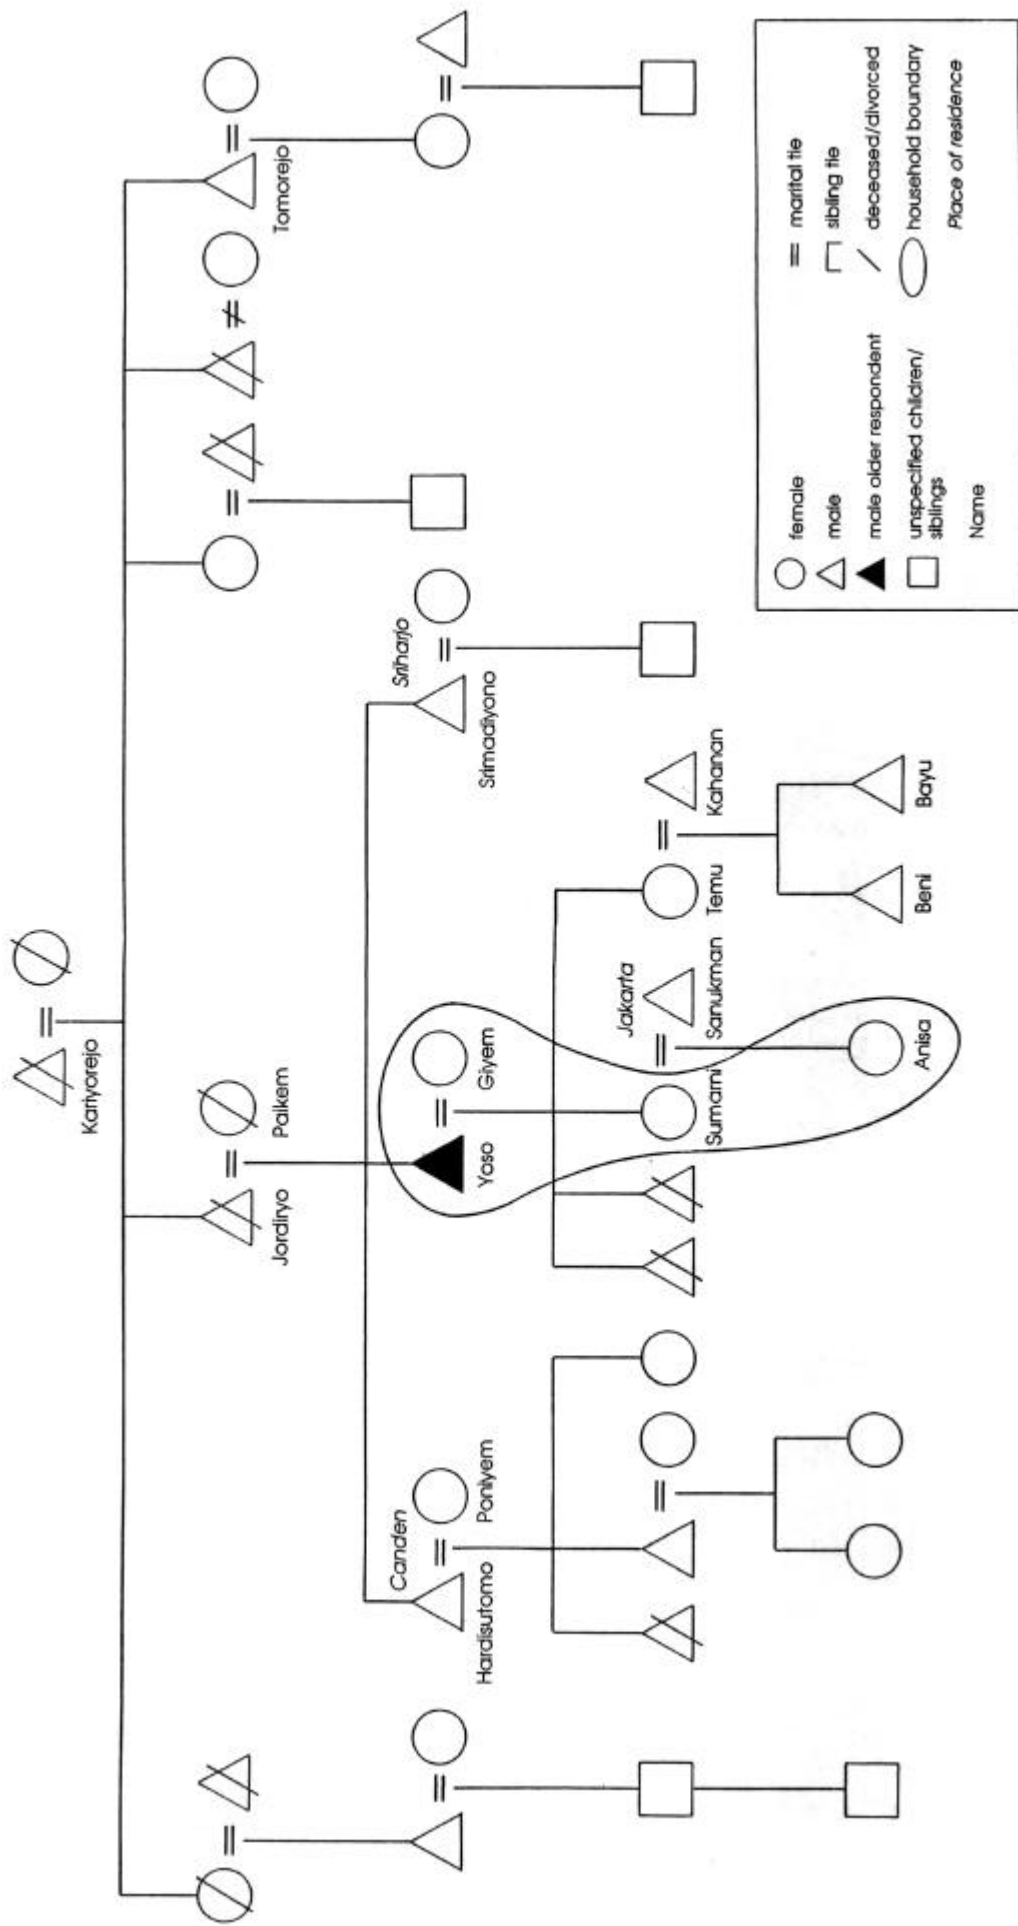 Kariyorejo
Jordiryo
Paikem
Tomorejo
Canden
Hardisutomo
Poniyem
Yoso
Giyem
Sriharjo
Srimadiyono
Sumarni
Jakarta
Sanukman
Temu
Kahanan
Anisa
Beni
Bayu
female
male
male older respondent
unspecified children/
siblings
Name
= marital tie
sibling tie
deceased/divorced
household boundary
Place of residence